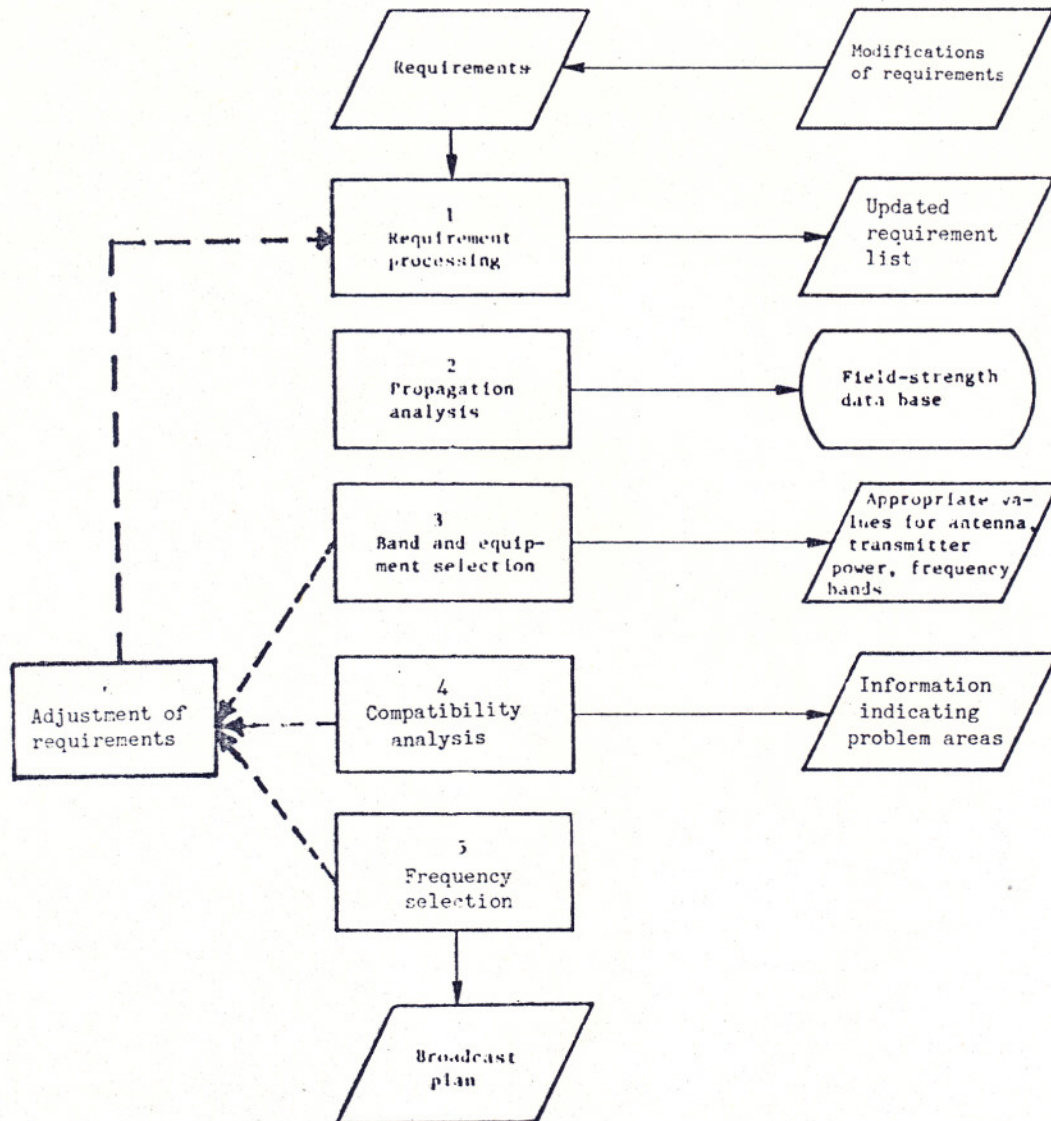 Requirements
Modifications
of requirements
1
Requirement
processing
Updated
requirement
list
2
Propagation
analysis
Field-strength
data base
3
Band and equip-
ment selection
Appropriate va-
lues for antenna,
transmitter
power, frequency
bands
Adjustment of
requirements
4
Compatibility
analysis
Information
indicating
problem areas
5
Frequency
selection
Broadcast
plan